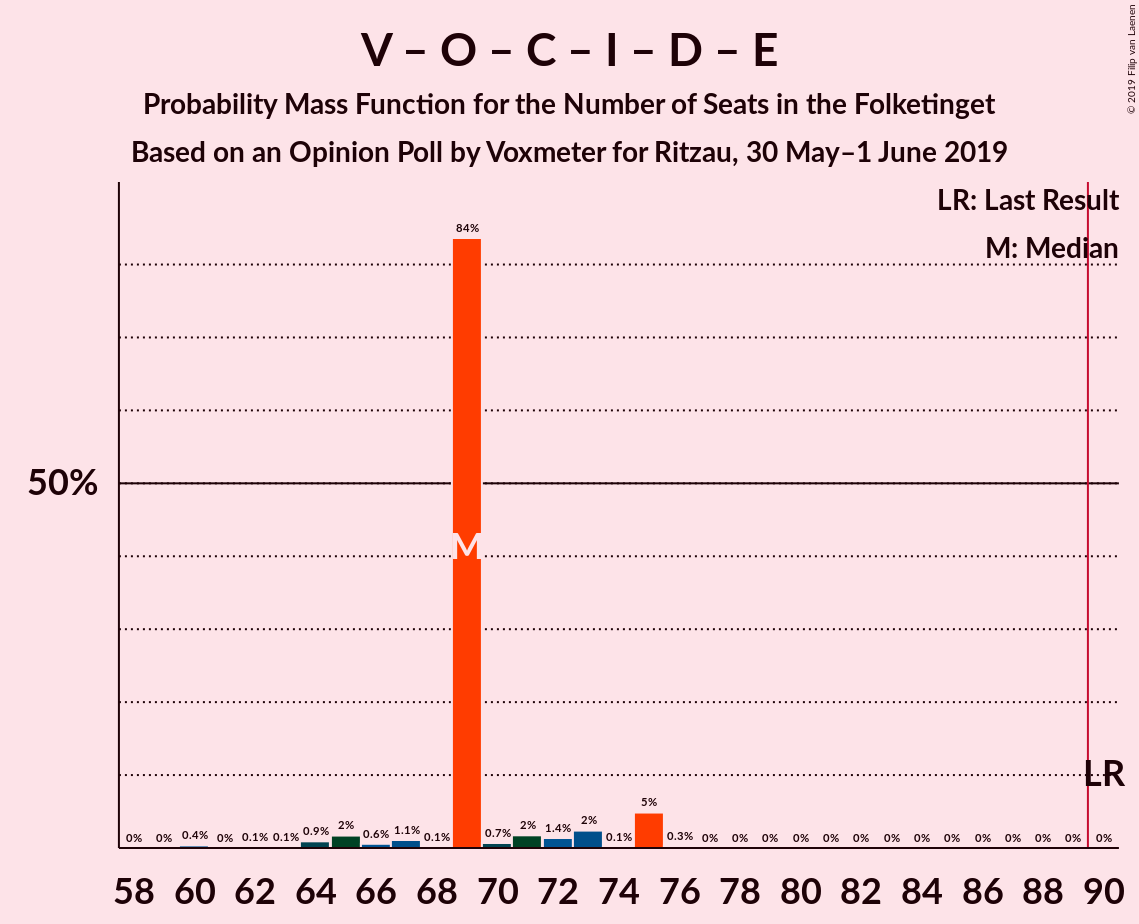 V – O – C – I – D – E
Probability Mass Function for the Number of Seats in the Folketinget
Based on an Opinion Poll by Voxmeter for Ritzau, 30 May–1 June 2019
© 2019 Filip van Laenen
LR: Last Result
M: Median
50%
0% 0% 0.4% 0% 0.1% 0.1% 0.9% 2% 0.6% 1.1% 0.1% 84% 0.7% 2% 1.4% 2% 0.1% 5% 0.3% 0% 0% 0% 0% 0% 0% 0% 0% 0% 0% 0% 0% 0% 0%
M
LR
58 60 62 64 66 68 70 72 74 76 78 80 82 84 86 88 90